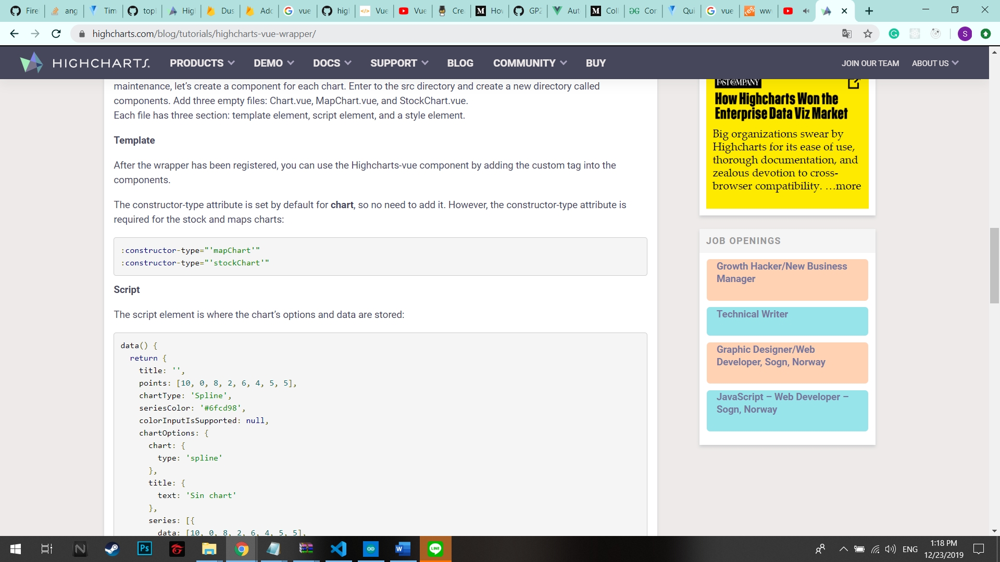 Fire
ang
Tim
topl
High
Dus
Add
vue
higl
Vue
Vue
Cre
Hov
GP2
Aut
Coll
Cor
Qui
vue
ww
highcharts.com/blog/tutorials/highcharts-vue-wrapper/
S
HIGHCHARTS
PRODUCTS
DEMO
DOCS
SUPPORT
BLOG
COMMUNITY
BUY
JOIN OUR TEAM
ABOUT US
maintenance, let’s create a component for each chart. Enter to the src directory and create a new directory called
components. Add three empty files: Chart.vue, MapChart.vue, and StockChart.vue.
Each file has three section: template element, script element, and a style element.
Template
After the wrapper has been registered, you can use the Highcharts-vue component by adding the custom tag into the
components.
The constructor-type attribute is set by default for chart, so no need to add it. However, the constructor-type attribute is
required for the stock and maps charts:
:constructor-type="'mapChart'"
:constructor-type="'stockChart'"
Script
The script element is where the chart’s options and data are stored:
data() {
return {
title: '',
points: [10, 0, 8, 2, 6, 4, 5, 5],
chartType: 'Spline',
seriesColor: '#6fcd98',
colorInputIsSupported: null,
chartOptions: {
chart: {
type: 'spline'
},
title: {
text: 'Sin chart'
},
series: [{
data: [10, 0, 8, 2, 6, 4, 5, 5],
FAST COMPANY
How Highcharts Won the
Enterprise Data Viz Market
Big organizations swear by
Highcharts for its ease of use,
thorough documentation, and
zealous devotion to cross-
browser compatibility. …more
JOB OPENINGS
Growth Hacker/New Business
Manager
Technical Writer
Graphic Designer/Web
Developer, Sogn, Norway
JavaScript – Web Developer –
Sogn, Norway
Ps
LINE
ENG
1:18 PM
12/23/2019